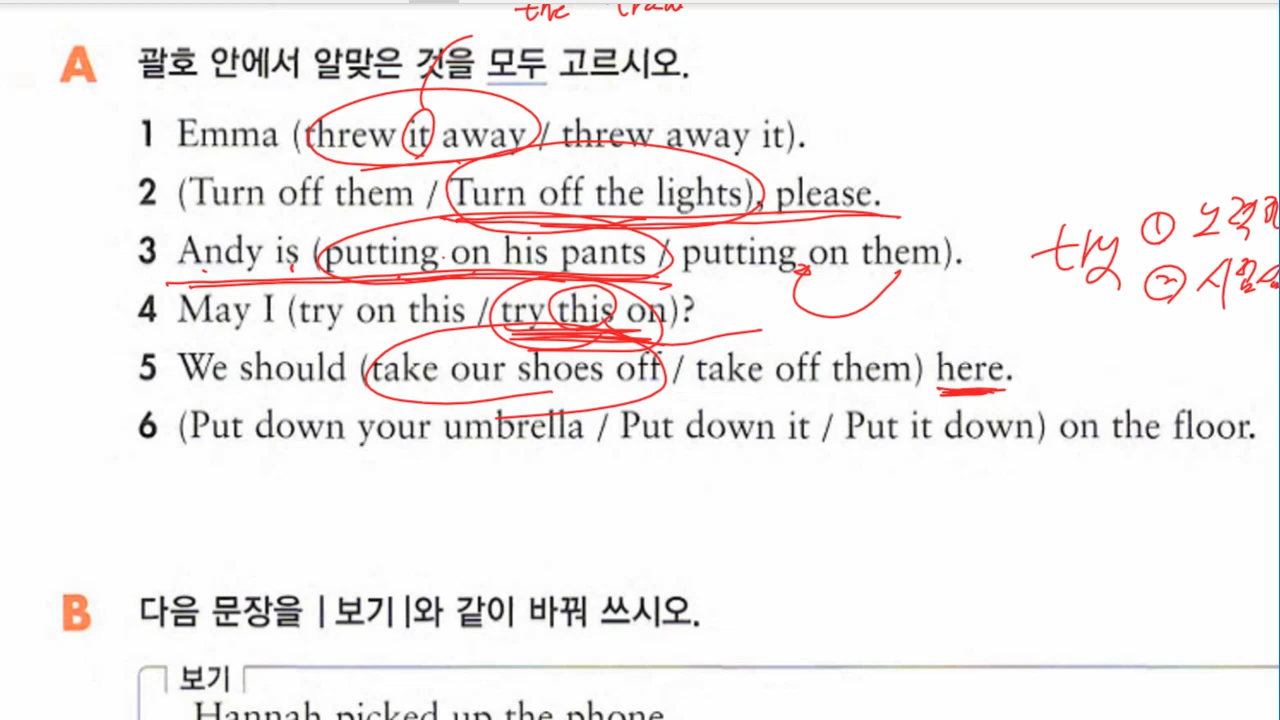 the
A 괄호 안에서 알맞은 것을 모두 고르시오.
1 Emma (threw it away / threw away it).
2 (Turn off them / Turn off the lights), please.
3 Andy is (putting on his pants / putting on them).
try ① 노력
②
4 May I (try on this / try this on)?
5 We should (take our shoes off / take off them) here.
6 (Put down your umbrella / Put down it / Put it down) on the floor.
B 다음 문장을 |보기|와 같이 바꿔 쓰시오.
보기
Hannah picked up the phone